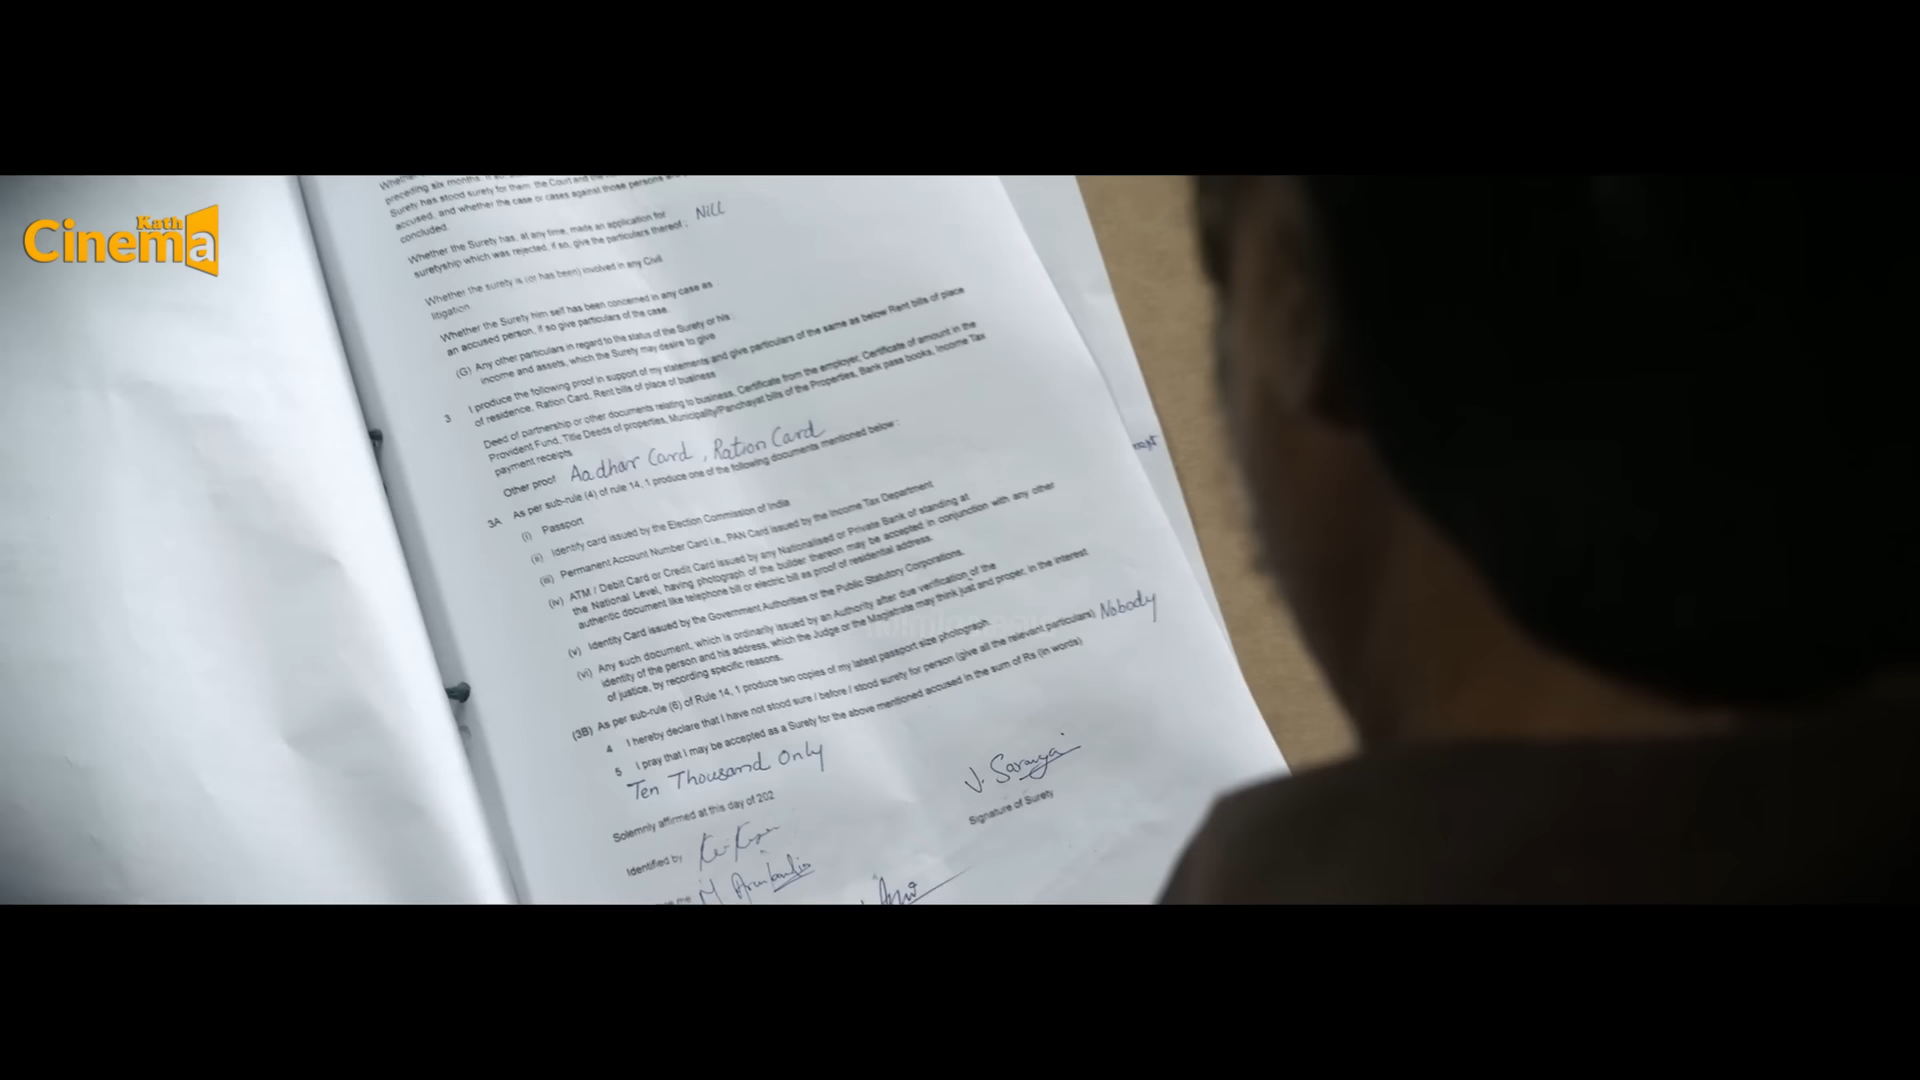 Kath
Cinema
preceding six months. If so,
Surety has stood surety for them the Court and the
accused, and whether the case or cases against those persons
concluded.
Whether the Surety has, at any time, made an application for
suretyship which was rejected, if so, give the particulars thereof : Nill
Whether the surety is (or has been) involved in any Civil
litigation
Whether the Surety him self has been concerned in any case as :
an accused person, if so give particulars of the case.
(G) Any other particulars in regard to the status of the Surety or his :
income and assets, which the Surety may desire to give
3 I produce the following proof in support of my statements and give particulars of the same as below Rent bills of place
of residence, Ration Card, Rent bills of place of business
Deed of partnership or other documents relating to business, Certificate from the employer, Certificate of amount in the
Provident Fund, Title Deeds of properties, Municipality/Panchayat bills of the Properties, Bank pass books, Income Tax
payment receipts
Other proof Aadhar Card, Ration Card
3A As per sub-rule (4) of rule 14, 1 produce one of the following documents mentioned below :
(i) Passport
(ii) Identify card issued by the Election Commission of India
(iii) Permanent Account Number Card i.e., PAN Card issued by the Income Tax Department
(iv) ATM / Debit Card or Credit Card issued by any Nationalised or Private Bank of standing at
the National Level, having photograph of the builder thereon may be accepted in conjunction with any other
authentic document like telephone bill or electric bill as proof of residential address.
(v) Identity Card issued by the Government Authorities or the Public Statutory Corporations.
(vi) Any such document, which is ordinarily issued by an Authority after due verification of the
identity of the person and his address, which the Judge or the Magistrate may think just and proper, in the interest
of justice, by recording specific reasons.
(3B) As per sub-rule (6) of Rule 14, 1 produce two copies of my latest passport size photograph.
4 I hereby declare that I have not stood sure / before / stood surety for person (give all the relevant particulars) Nobody
5 I pray that I may be accepted as a Surety for the above mentioned accused in the sum of Rs (in words)
Ten Thousand Only
Solemnly affirmed at this day of 202
J. Saranya
Signature of Surety
Identified by